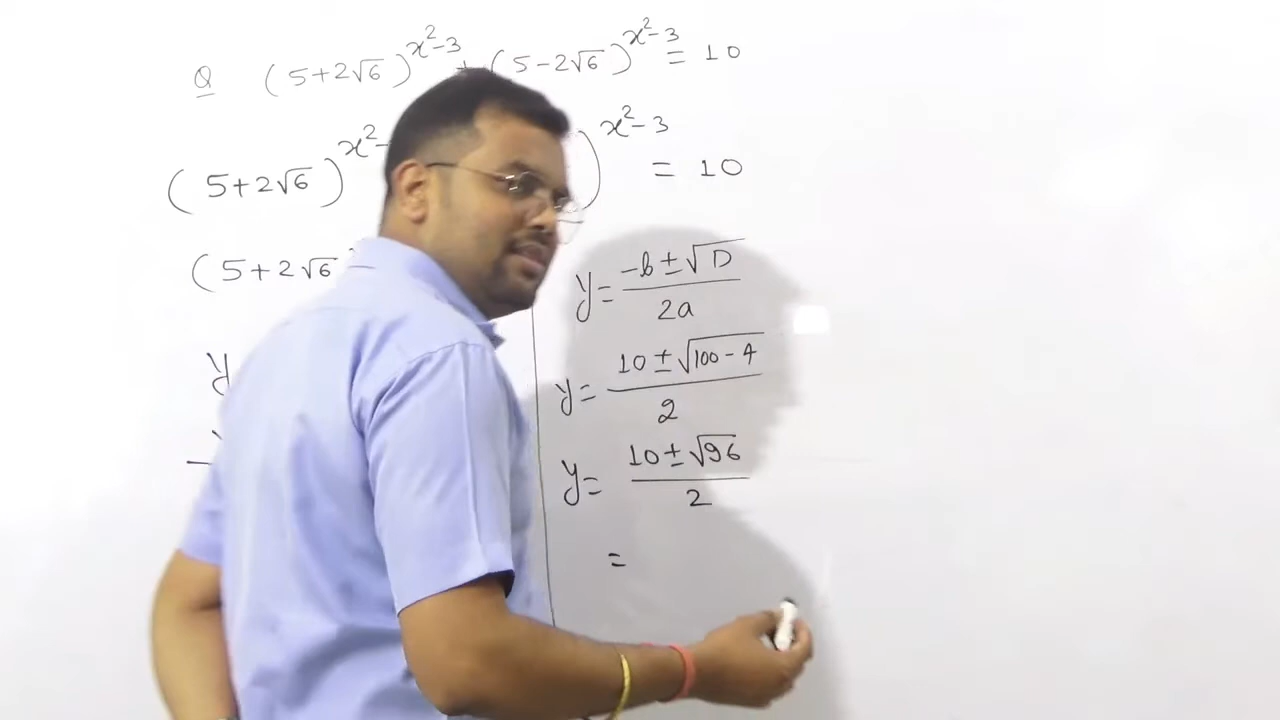 Q (5+2√6)^x²-3 + (5-2√6)^x²-3 = 10
(5+2√6)^x²- )^x²-3 = 10
(5+2√6
y
y = -b ± √D / 2a
y = 10 ± √100-4 / 2
y = 10 ± √96 / 2
=